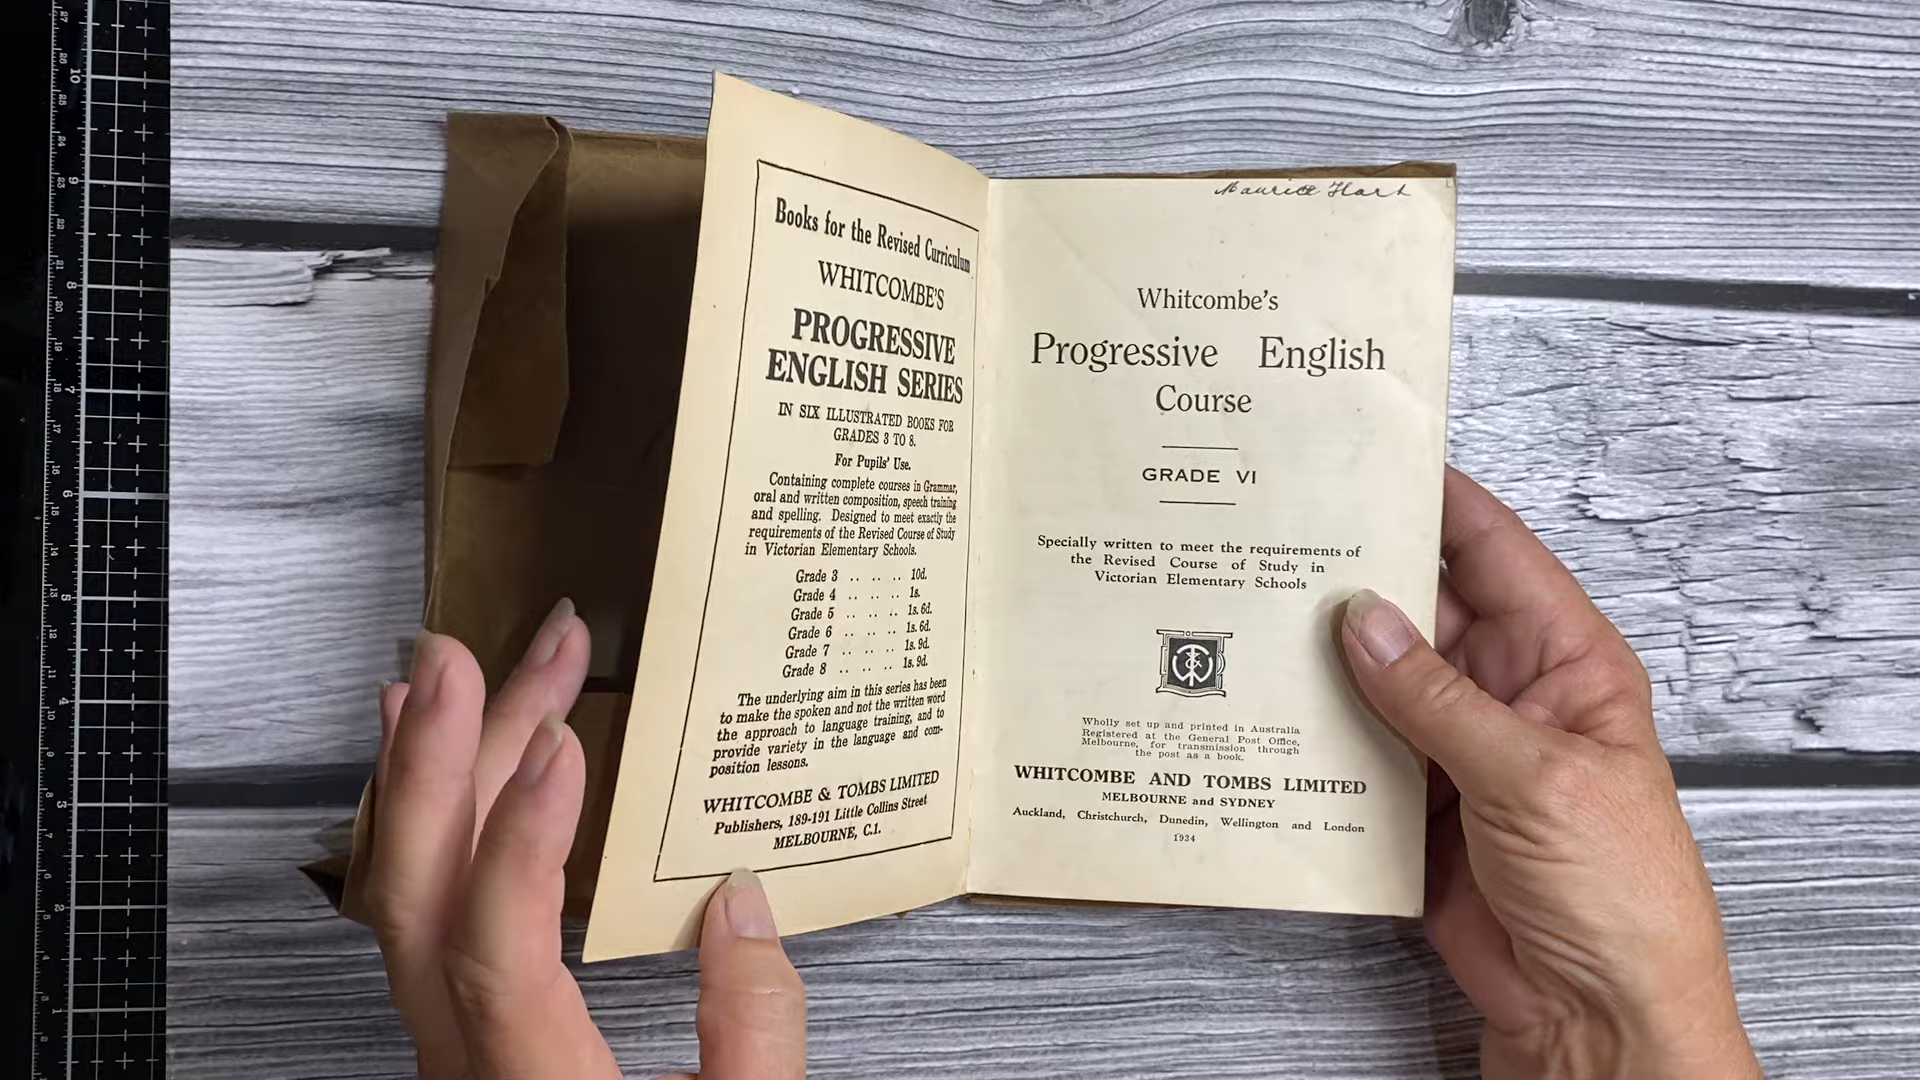 Books for the Revised Curriculum
WHITCOMBE'S
PROGRESSIVE
ENGLISH SERIES
IN SIX ILLUSTRATED BOOKS FOR
GRADES 3 TO 8.
For Pupils' Use.
Containing complete courses in Grammar,
oral and written composition, speech training
and spelling. Designed to meet exactly the
requirements of the Revised Course of Study
in Victorian Elementary Schools.
Grade 3 .. .. .. 10d.
Grade 4 .. .. .. 1s.
Grade 5 .. .. .. 1s. 6d.
Grade 6 .. .. .. 1s. 6d.
Grade 7 .. .. .. 1s. 9d.
Grade 8 .. .. .. 1s. 9d.
The underlying aim in this series has been
to make the spoken and not the written word
the approach to language training, and to
provide variety in the language and com-
position lessons.
WHITCOMBE & TOMBS LIMITED
Publishers, 189-191 Little Collins Street
MELBOURNE, C.1.
Maurice Hart
Whitcombe's
Progressive English
Course
GRADE VI
Specially written to meet the requirements of
the Revised Course of Study in
Victorian Elementary Schools
Wholly set up and printed in Australia
Registered at the General Post Office,
Melbourne, for transmission through
the post as a book.
WHITCOMBE AND TOMBS LIMITED
MELBOURNE and SYDNEY
Auckland, Christchurch, Dunedin, Wellington and London
1934